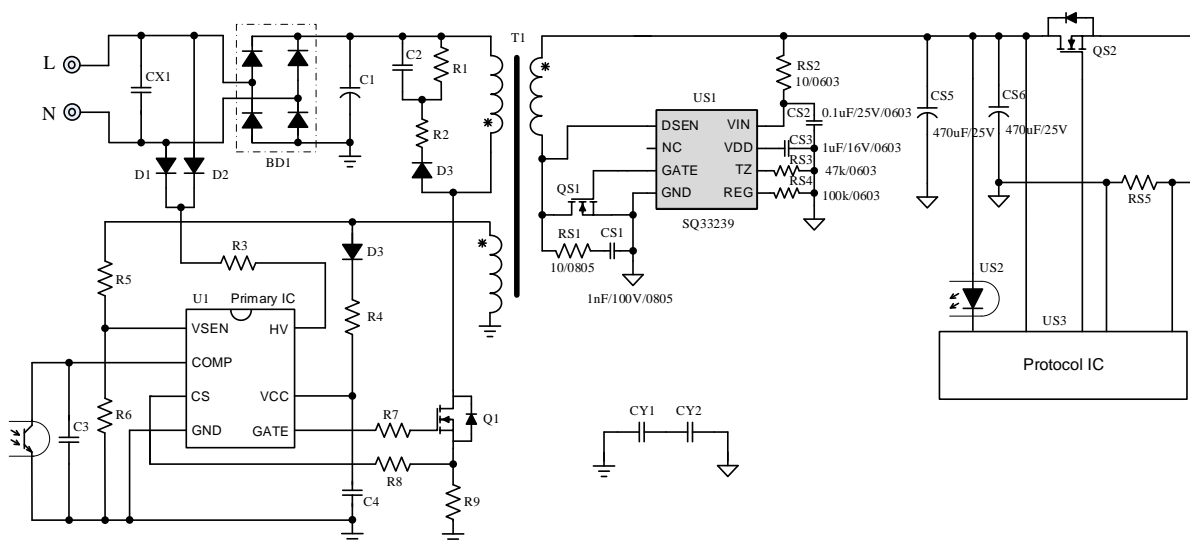 L
N
CX1
BD1
C1
C2
R1
R2
D3
T1
D1
D2
R3
R5
D3
R4
U1
Primary IC
VSEN
HV
COMP
CS
VCC
GND
GATE
R6
C3
R7
R8
Q1
C4
R9
RS2
10/0603
US1
DSEN
VIN
NC
VDD
GATE
TZ
GND
REG
SQ33239
CS2
0.1uF/25V/0603
CS3
1uF/16V/0603
RS3
47k/0603
RS4
100k/0603
QS1
RS1
10/0805
CS1
1nF/100V/0805
CS5
470uF/25V
CS6
470uF/25V
QS2
RS5
US2
US3
Protocol IC
CY1
CY2